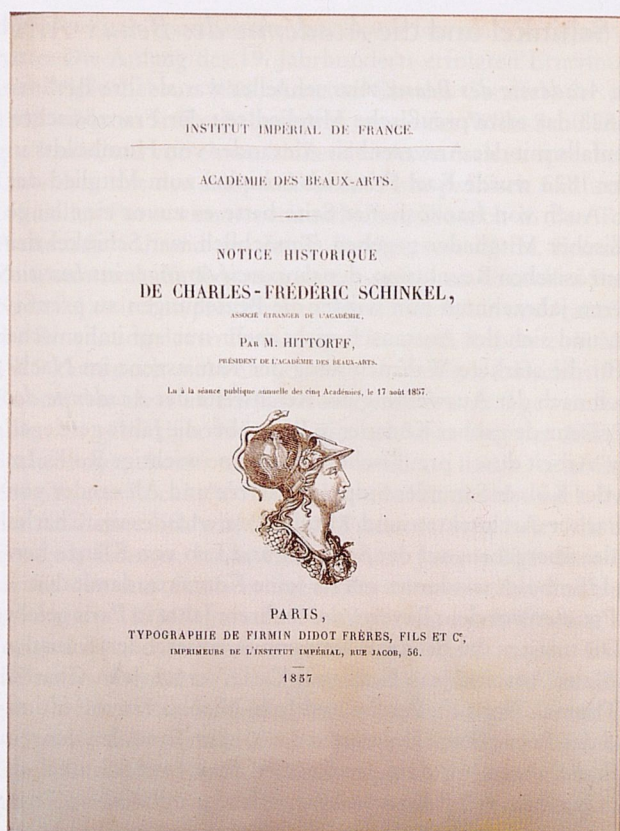 INSTITUT IMPÉRIAL DE FRANCE.
ACADÉMIE DES BEAUX-ARTS.
NOTICE HISTORIQUE
DE CHARLES-FRÉDÉRIC SCHINKEL,
ASSOCIÉ ÉTRANGER DE L'ACADÉMIE,
PAR M. HITTORFF,
PRÉSIDENT DE L'ACADÉMIE DES BEAUX-ARTS.
Lu à la séance publique annuelle des cinq Académies, le 17 août 1857.
PARIS,
TYPOGRAPHIE DE FIRMIN DIDOT FRÈRES, FILS ET Cie,
IMPRIMEURS DE L'INSTITUT IMPÉRIAL, RUE JACOB, 56.
1857